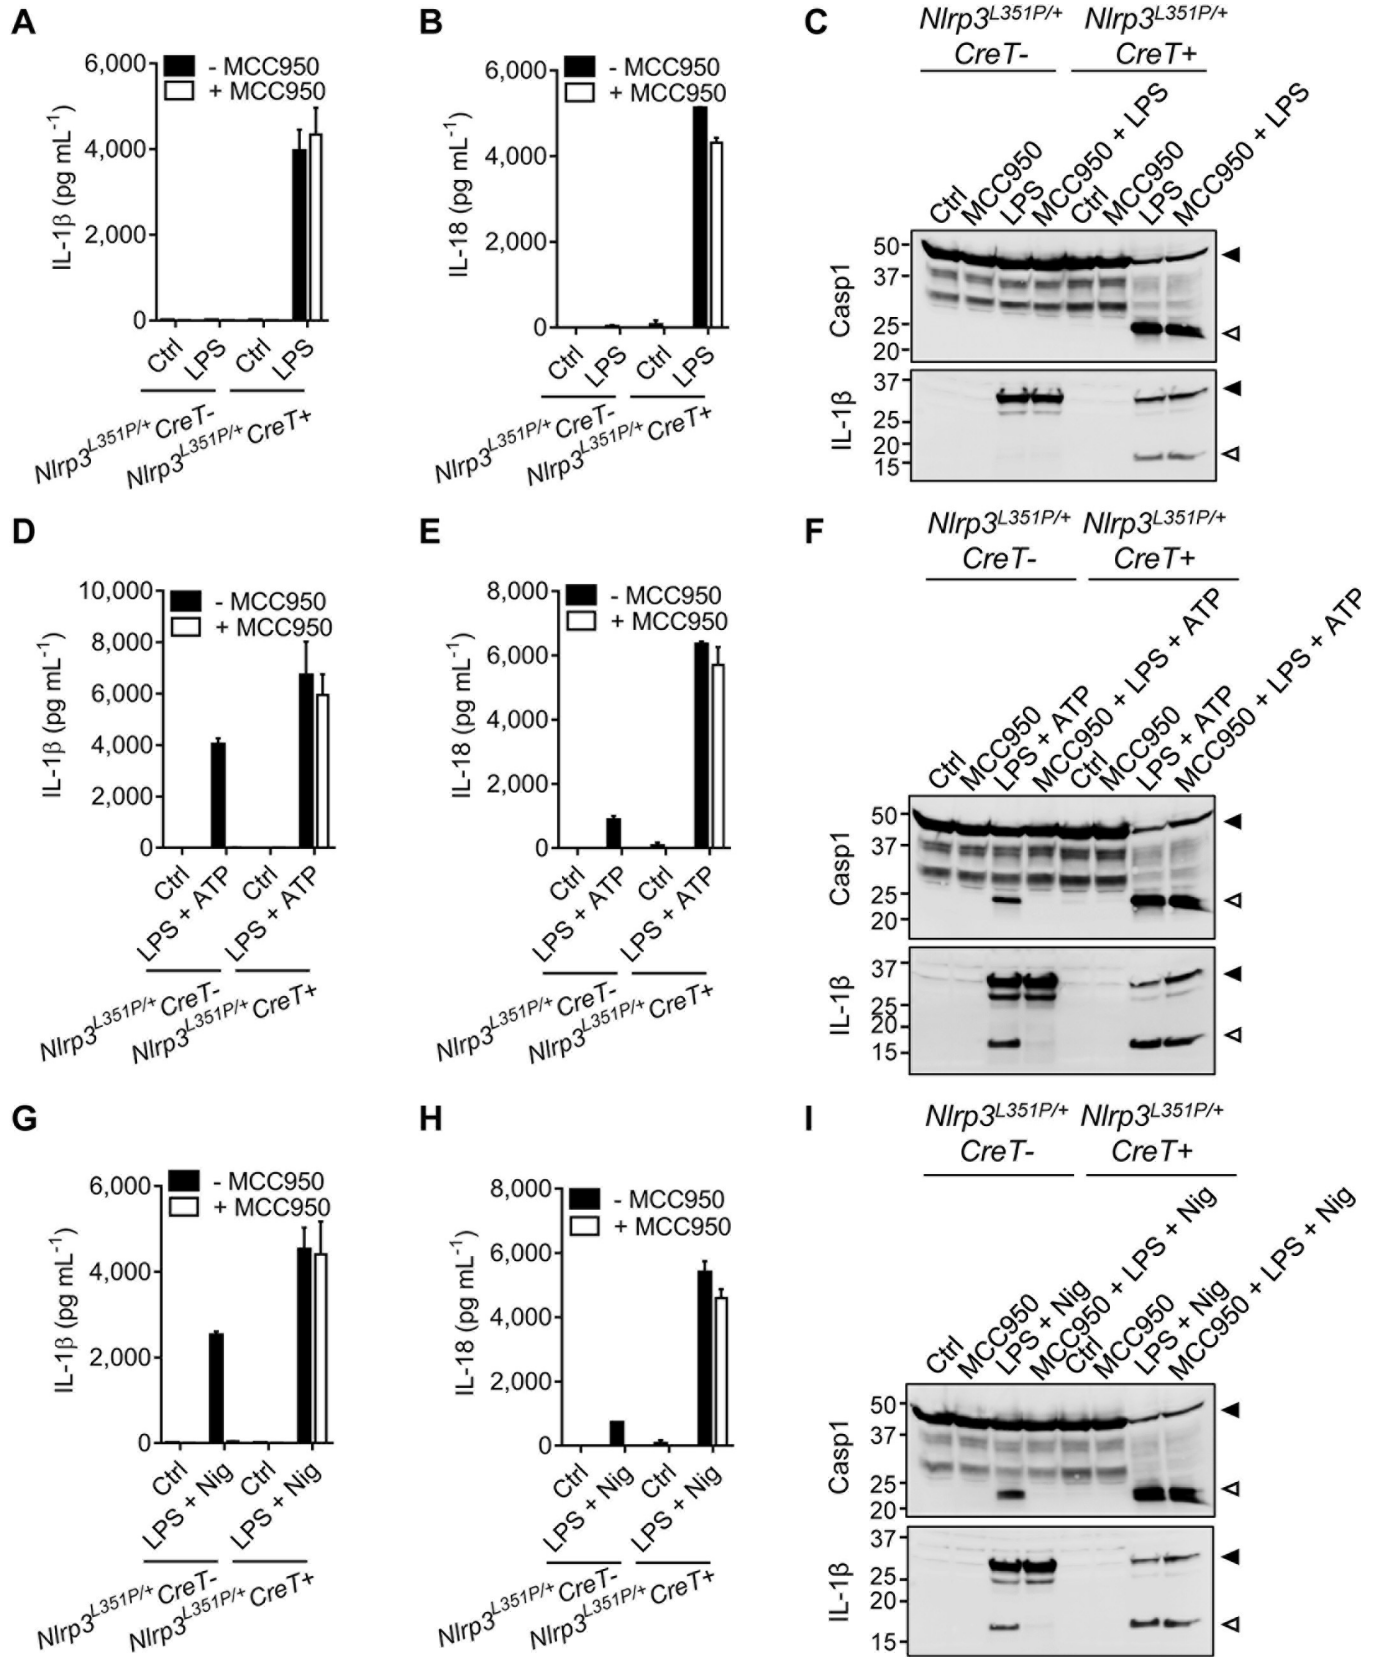 A
6,000
4,000
2,000
0
IL-1β (pg mL-1)
- MCC950
+ MCC950
Ctrl
LPS
Ctrl
LPS
Nlrp3L351P/+ CreT-
Nlrp3L351P/+ CreT+
B
6,000
4,000
2,000
0
IL-18 (pg mL-1)
- MCC950
+ MCC950
Ctrl
LPS
Ctrl
LPS
Nlrp3L351P/+ CreT-
Nlrp3L351P/+ CreT+
C
Nlrp3L351P/+
CreT-
Nlrp3L351P/+
CreT+
Ctrl
MCC950
LPS
MCC950 + LPS
Ctrl
MCC950
LPS
MCC950 + LPS
Casp1
50
37
25
20
IL-1β
37
25
20
15
D
10,000
8,000
6,000
4,000
2,000
0
IL-1β (pg mL-1)
- MCC950
+ MCC950
Ctrl
LPS + ATP
Ctrl
LPS + ATP
Nlrp3L351P/+ CreT-
Nlrp3L351P/+ CreT+
E
8,000
6,000
4,000
2,000
0
IL-18 (pg mL-1)
- MCC950
+ MCC950
Ctrl
LPS + ATP
Ctrl
LPS + ATP
Nlrp3L351P/+ CreT-
Nlrp3L351P/+ CreT+
F
Nlrp3L351P/+
CreT-
Nlrp3L351P/+
CreT+
Ctrl
MCC950
LPS + ATP
MCC950 + LPS + ATP
Ctrl
MCC950
LPS + ATP
MCC950 + LPS + ATP
Casp1
50
37
25
20
IL-1β
37
25
20
15
G
6,000
4,000
2,000
0
IL-1β (pg mL-1)
- MCC950
+ MCC950
Ctrl
LPS + Nig
Ctrl
LPS + Nig
Nlrp3L351P/+ CreT-
Nlrp3L351P/+ CreT+
H
8,000
6,000
4,000
2,000
0
IL-18 (pg mL-1)
- MCC950
+ MCC950
Ctrl
LPS + Nig
Ctrl
LPS + Nig
Nlrp3L351P/+ CreT-
Nlrp3L351P/+ CreT+
I
Nlrp3L351P/+
CreT-
Nlrp3L351P/+
CreT+
Ctrl
MCC950
LPS + Nig
MCC950 + LPS + Nig
Ctrl
MCC950
LPS + Nig
MCC950 + LPS + Nig
Casp1
50
37
25
20
IL-1β
37
25
20
15